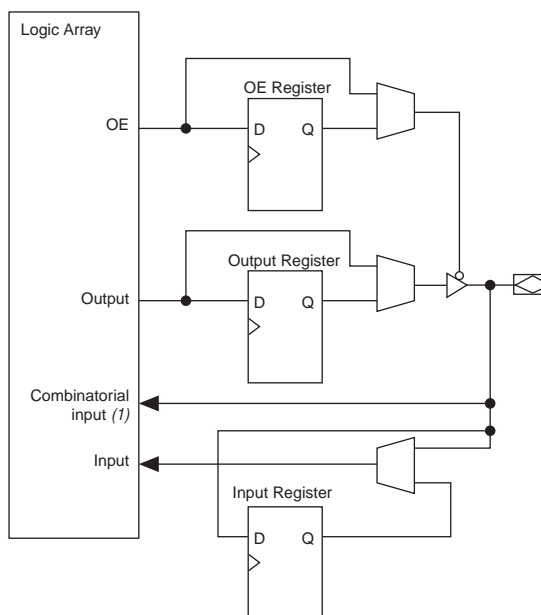 Logic Array
OE Register
OE
D Q
Output Register
Output
D Q
Combinatorial
input (1)
Input
Input Register
D Q